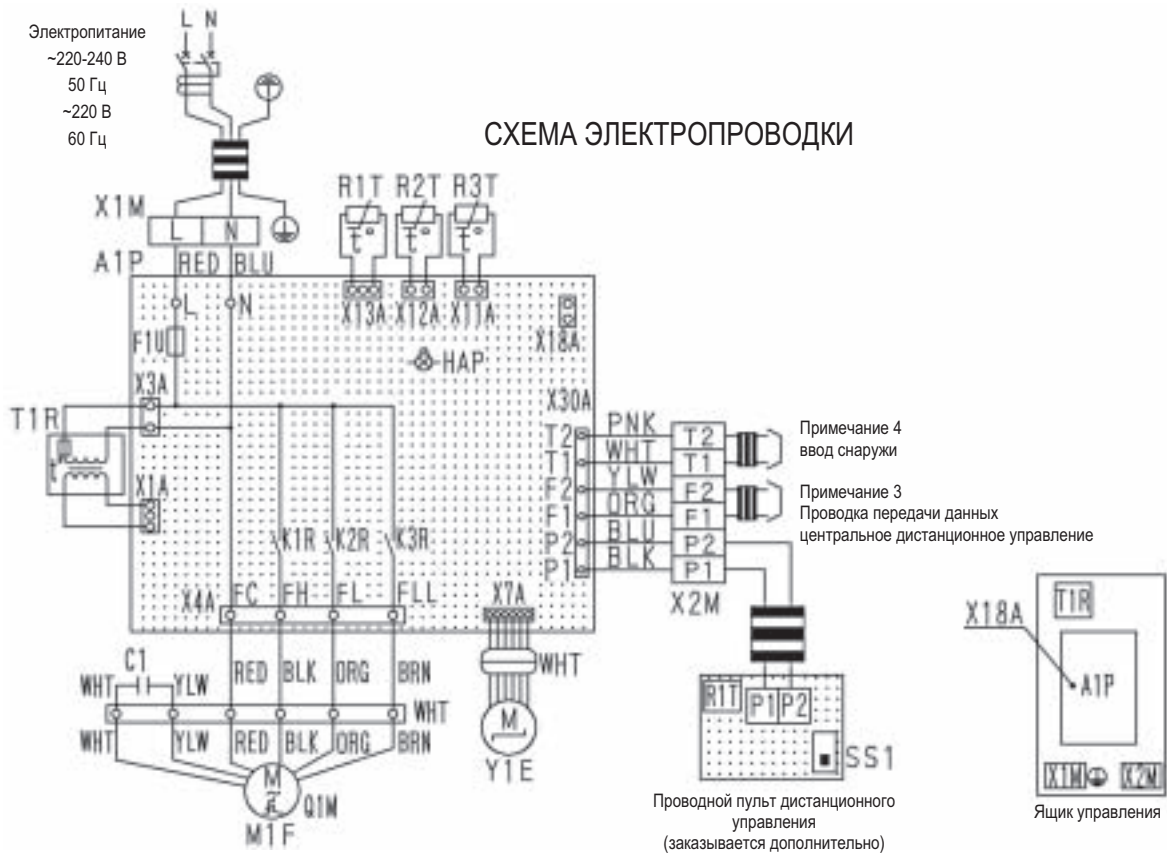 L N
Электропитание
~220-240 В
50 Гц
~220 В
60 Гц
СХЕМА ЭЛЕКТРОПРОВОДКИ
X1M
L N
A1P RED BLU
R1T R2T R3T
X13A X12A X11A
X18A
L N
F1U
HAP
X3A
T1R
X1A
X30A
T2 PNK T2
T1 WHT T1
F2 YLW F2
F1 ORG F1
P2 BLU P2
P1 BLK P1
X2M
Примечание 4
ввод снаружи
Примечание 3
Проводка передачи данных
центральное дистанционное управление
K1R K2R K3R
X4A FC FH FL FLL
X7A
WHT
M
Y1E
C1
WHT YLW RED BLK ORG BRN
WHT
WHT YLW RED BLK ORG BRN
M
Q1M
M1F
R1T P1 P2
SS1
Проводной пульт дистанционного
управления
(заказывается дополнительно)
T1R
X18A
A1P
X1M X2M
Ящик управления